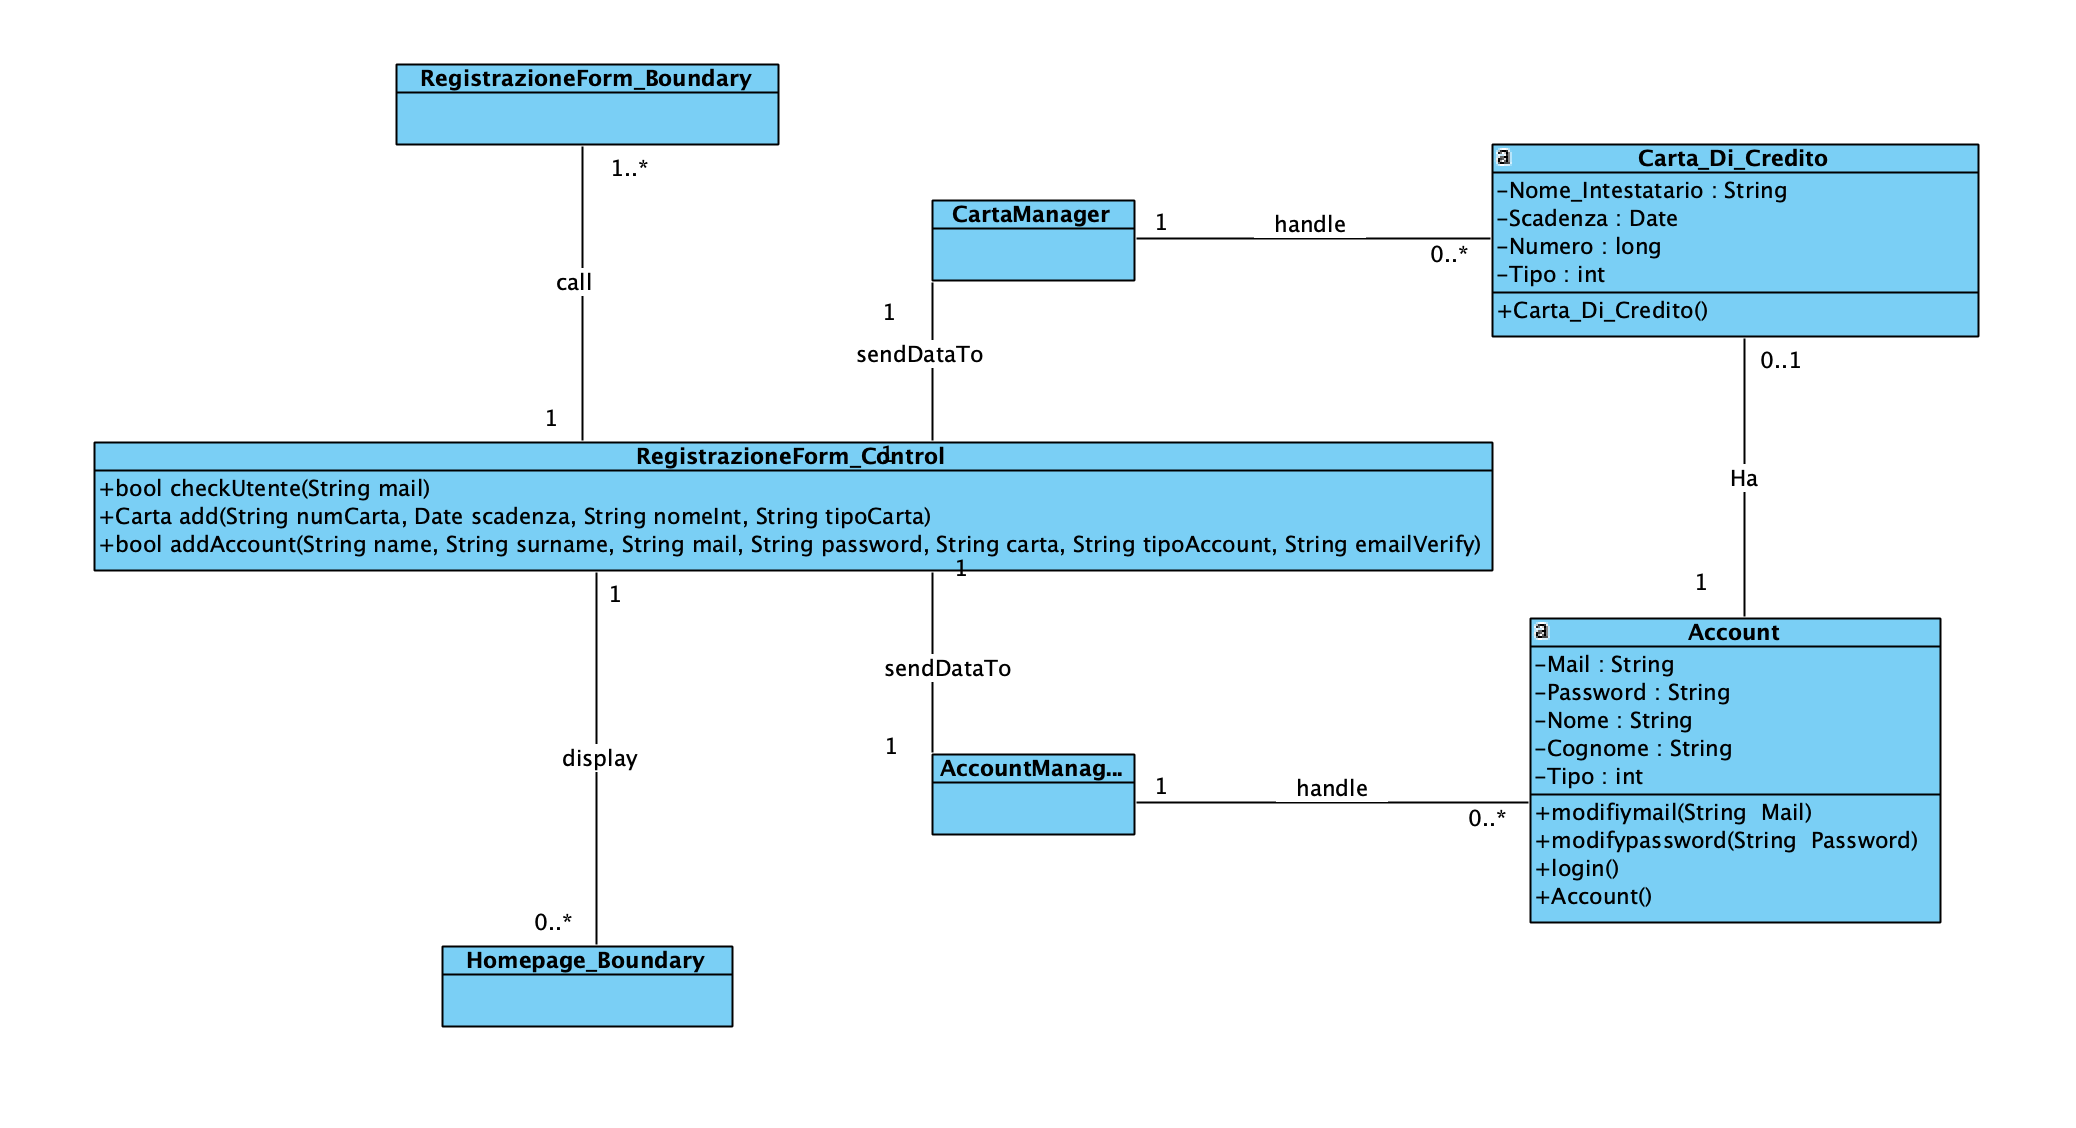 RegistrazioneForm_Boundary
1..*
call
1
CartaManager
1
handle
0..*
1
sendDataTo
1
a
Carta_Di_Credito
-Nome_Intestatario : String
-Scadenza : Date
-Numero : long
-Tipo : int
+Carta_Di_Credito()
0..1
Ha
1
RegistrazioneForm_Control
+bool checkUtente(String mail)
+Carta add(String numCarta, Date scadenza, String nomeInt, String tipoCarta)
+bool addAccount(String name, String surname, String mail, String password, String carta, String tipoAccount, String emailVerify)
1
display
0..*
1
sendDataTo
1
AccountManag...
1
handle
0..*
a
Account
-Mail : String
-Password : String
-Nome : String
-Cognome : String
-Tipo : int
+modifiymail(String Mail)
+modifypassword(String Password)
+login()
+Account()
Homepage_Boundary